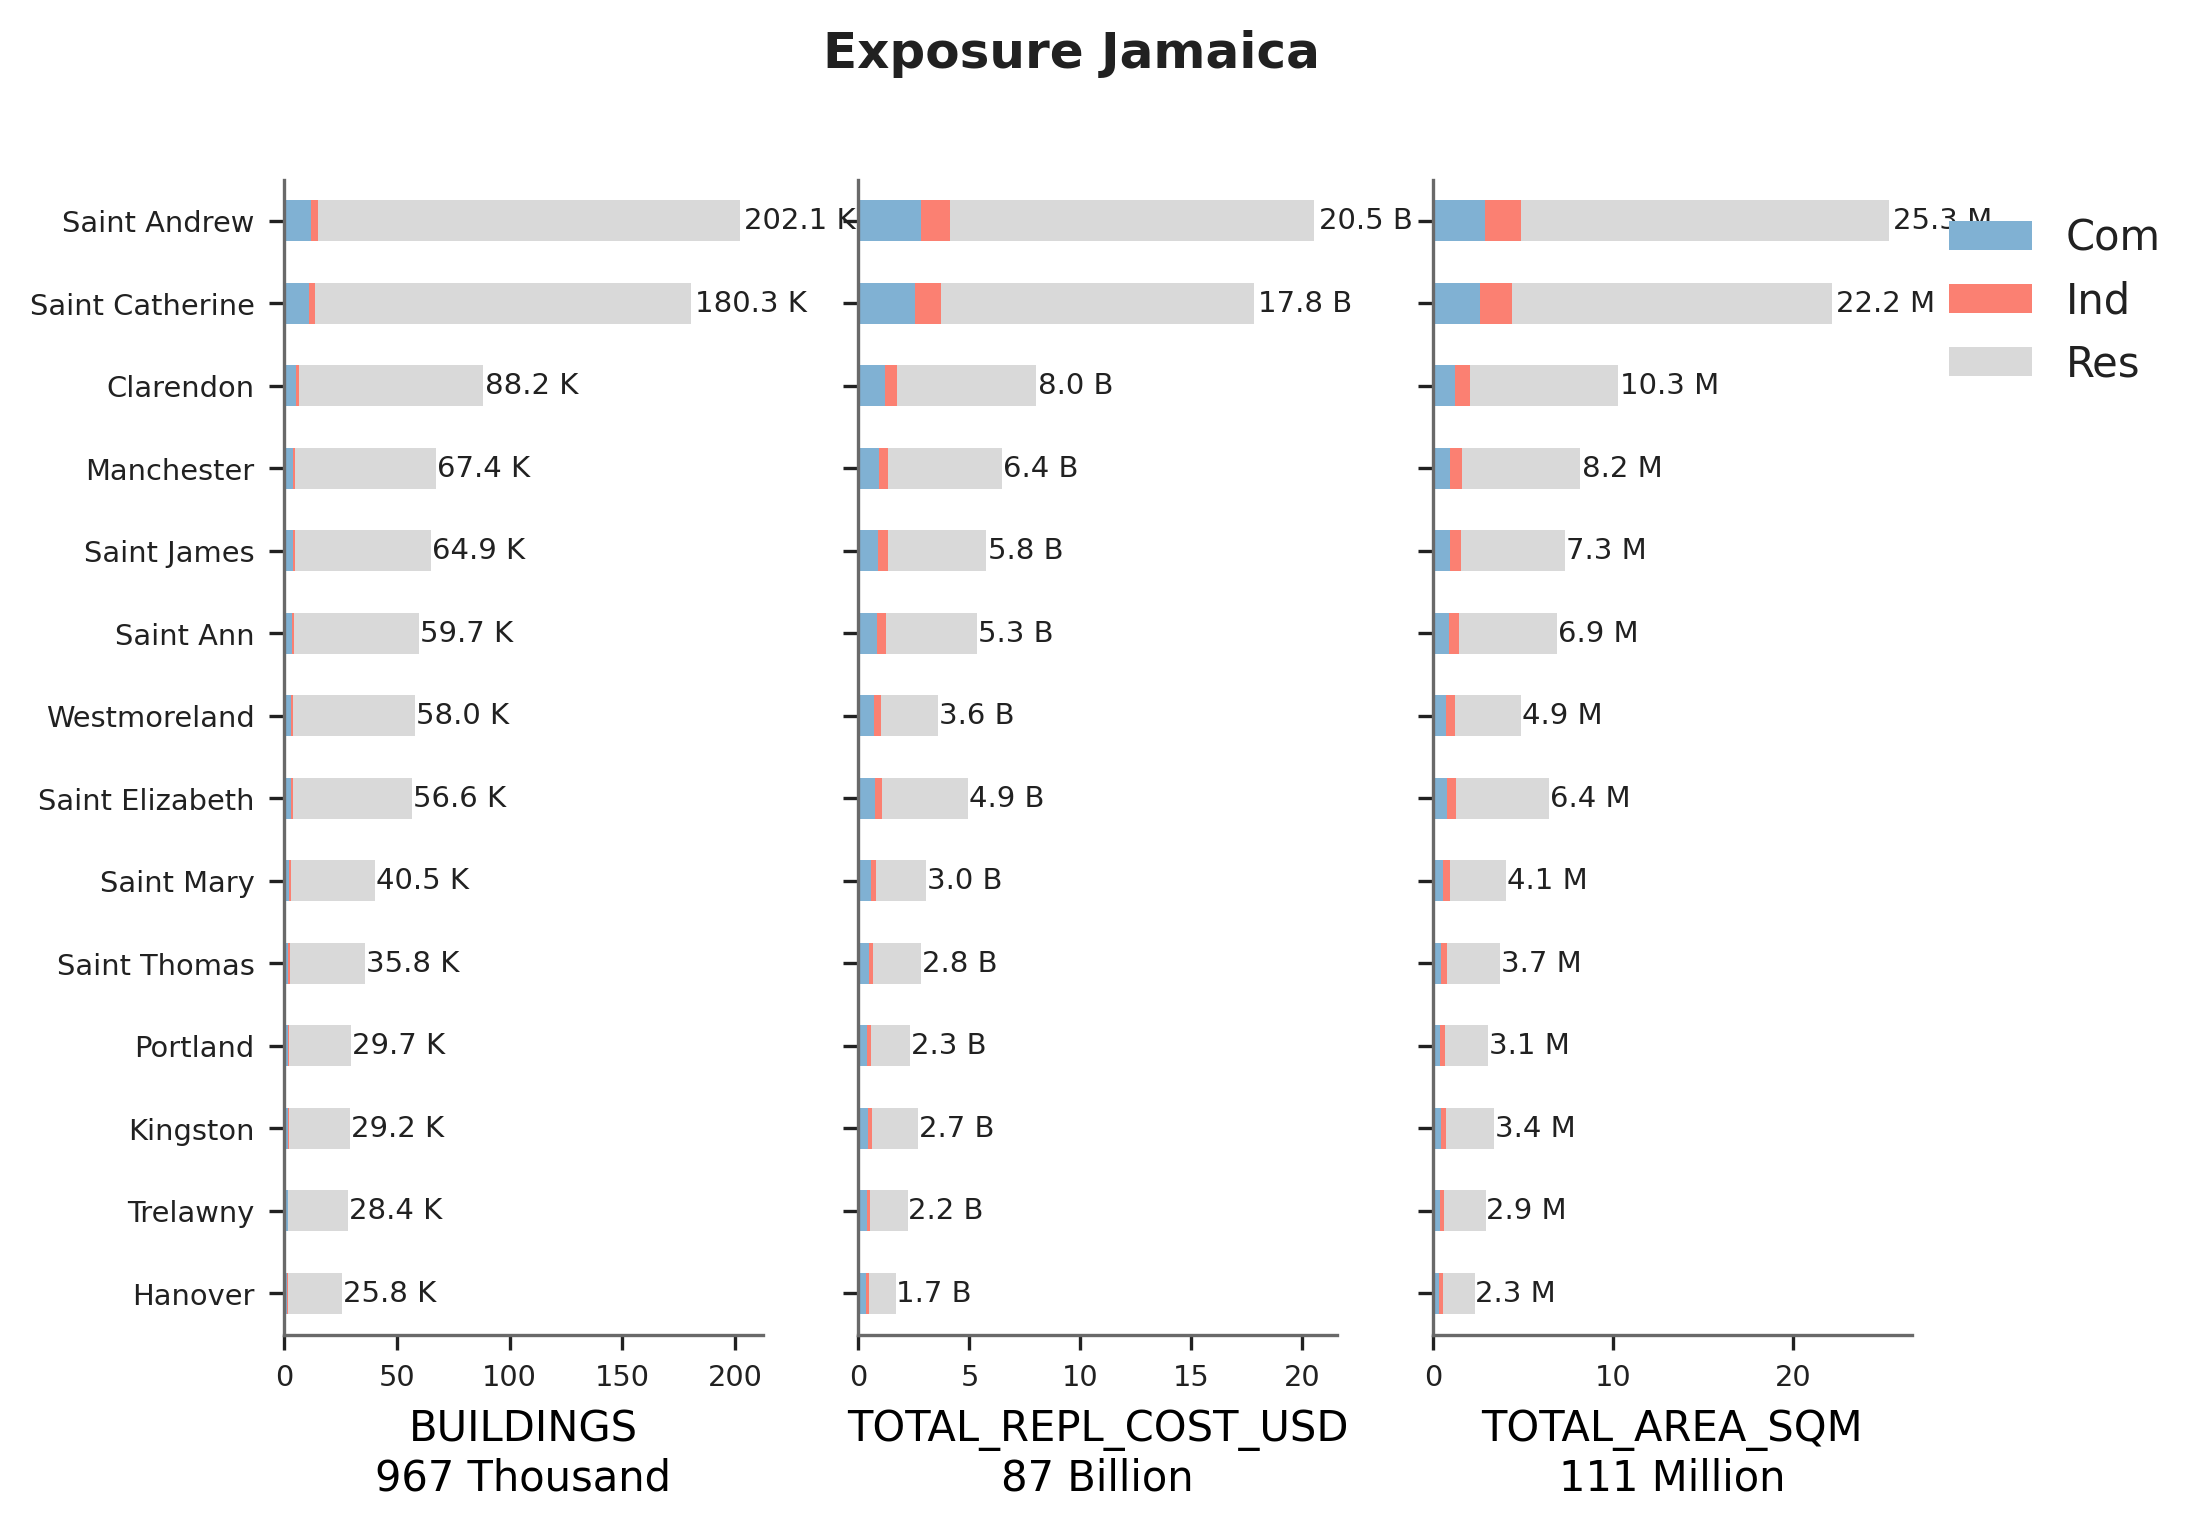 Exposure Jamaica
Saint Andrew 202.1 K 20.5 B 25.3 M
Saint Catherine 180.3 K 17.8 B 22.2 M
Clarendon 88.2 K 8.0 B 10.3 M
Manchester 67.4 K 6.4 B 8.2 M
Saint James 64.9 K 5.8 B 7.3 M
Saint Ann 59.7 K 5.3 B 6.9 M
Westmoreland 58.0 K 3.6 B 4.9 M
Saint Elizabeth 56.6 K 4.9 B 6.4 M
Saint Mary 40.5 K 3.0 B 4.1 M
Saint Thomas 35.8 K 2.8 B 3.7 M
Portland 29.7 K 2.3 B 3.1 M
Kingston 29.2 K 2.7 B 3.4 M
Trelawny 28.4 K 2.2 B 2.9 M
Hanover 25.8 K 1.7 B 2.3 M
0 50 100 150 200
BUILDINGS
967 Thousand
0 5 10 15 20
TOTAL_REPL_COST_USD
87 Billion
0 10 20
TOTAL_AREA_SQM
111 Million
Com
Ind
Res